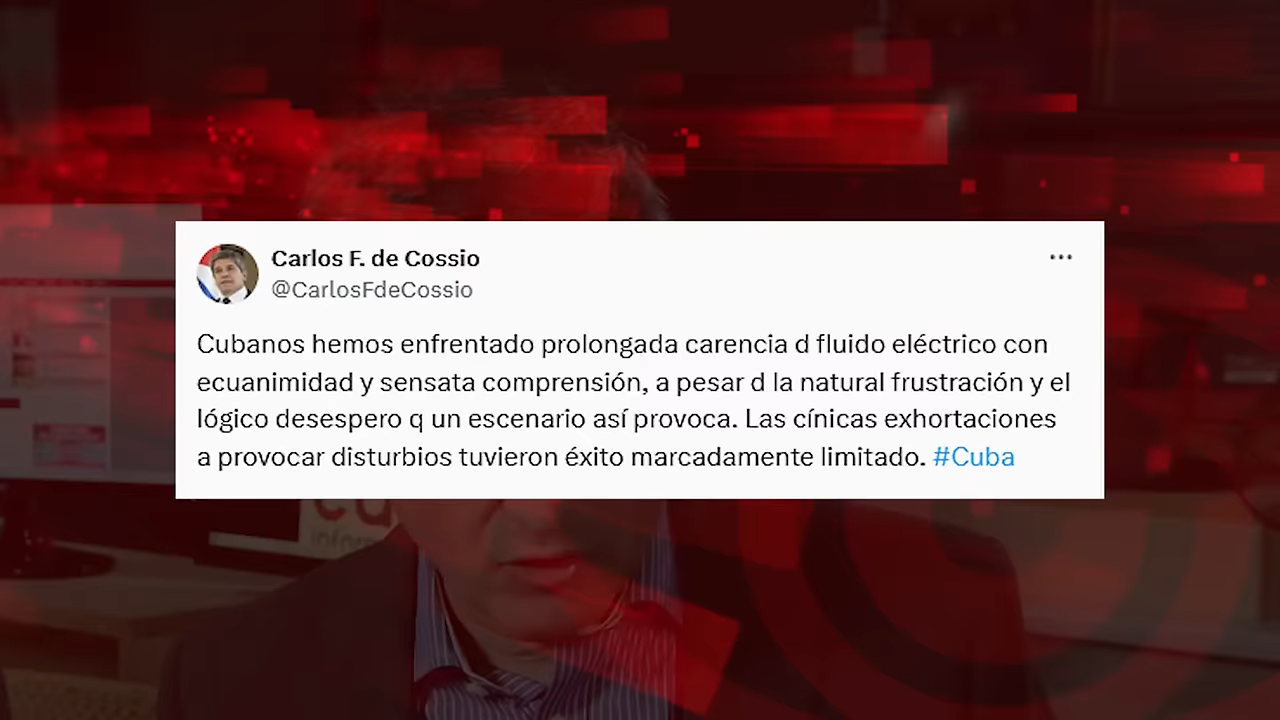 Carlos F. de Cossio
@CarlosFdeCossio
Cubanos hemos enfrentado prolongada carencia d fluido eléctrico con
ecuanimidad y sensata comprensión, a pesar d la natural frustración y el
lógico desespero q un escenario así provoca. Las cínicas exhortaciones
a provocar disturbios tuvieron éxito marcadamente limitado. #Cuba